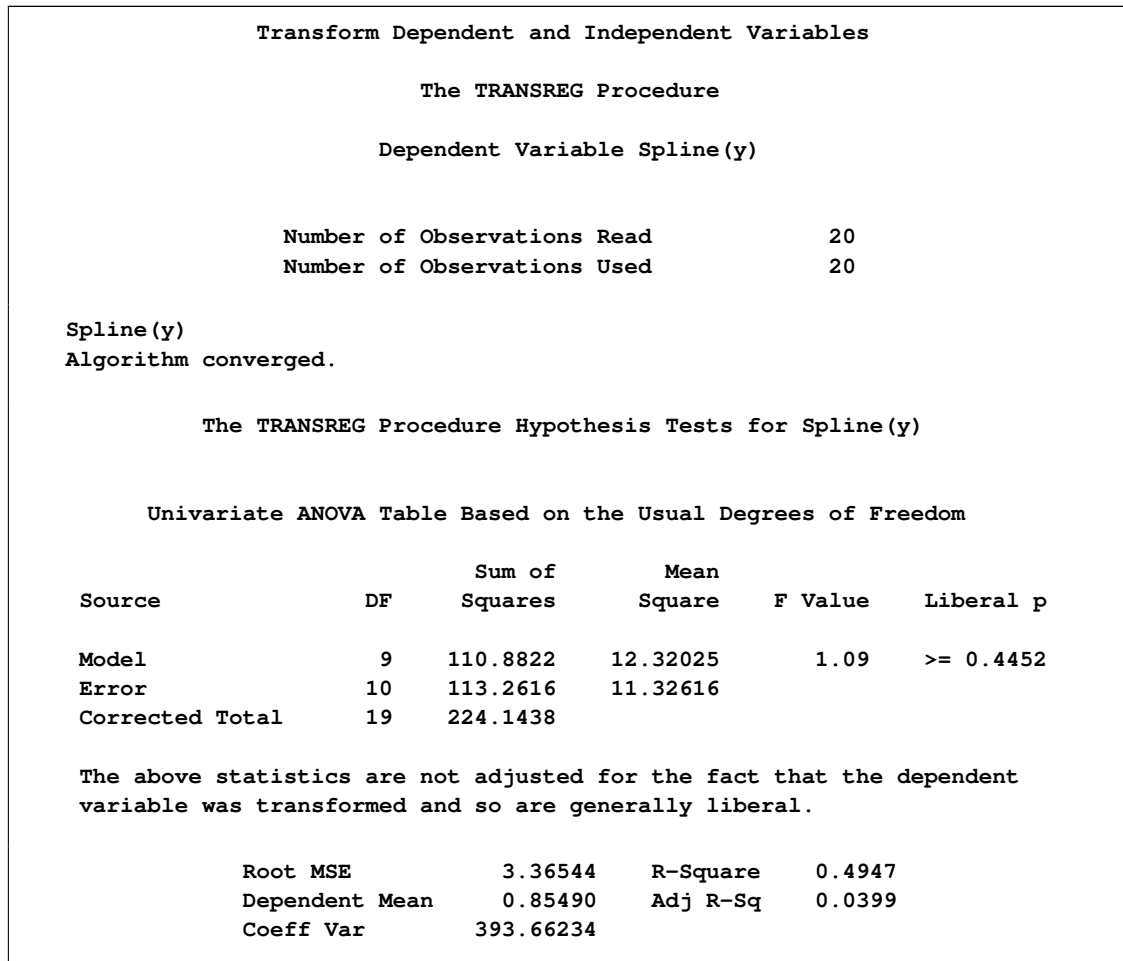 Transform Dependent and Independent Variables
The TRANSREG Procedure
Dependent Variable Spline(y)
Number of Observations Read 20
Number of Observations Used 20
Spline(y)
Algorithm converged.
The TRANSREG Procedure Hypothesis Tests for Spline(y)
Univariate ANOVA Table Based on the Usual Degrees of Freedom
Sum of Mean
Source DF Squares Square F Value Liberal p
Model 9 110.8822 12.32025 1.09 >= 0.4452
Error 10 113.2616 11.32616
Corrected Total 19 224.1438
The above statistics are not adjusted for the fact that the dependent
variable was transformed and so are generally liberal.
Root MSE 3.36544 R-Square 0.4947
Dependent Mean 0.85490 Adj R-Sq 0.0399
Coeff Var 393.66234